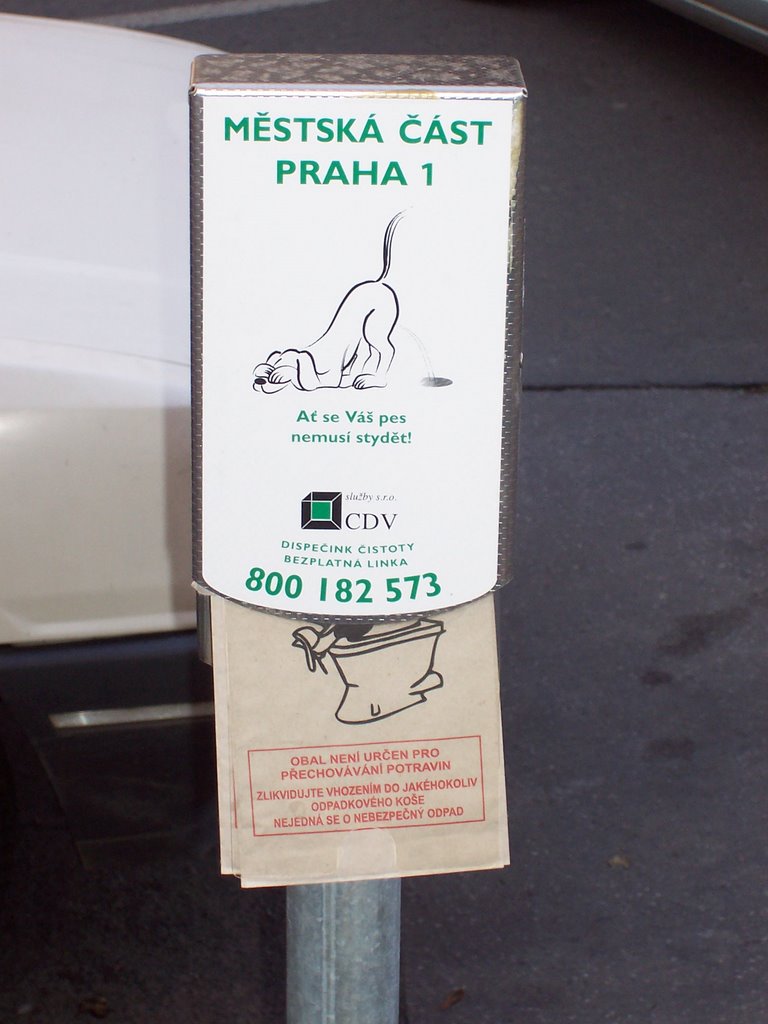 MĚSTSKÁ ČÁST
PRAHA 1
Ať se Váš pes
nemusí stydět!
služby s.r.o.
CDV
DISPEČINK ČISTOTY
BEZPLATNÁ LINKA
800 182 573
OBAL NENÍ URČEN PRO
PŘECHOVÁVÁNÍ POTRAVIN
ZLIKVIDUJTE VHOZENÍM DO JAKÉHOKOLIV
ODPADKOVÉHO KOŠE
NEJEDNÁ SE O NEBEZPEČNÝ ODPAD